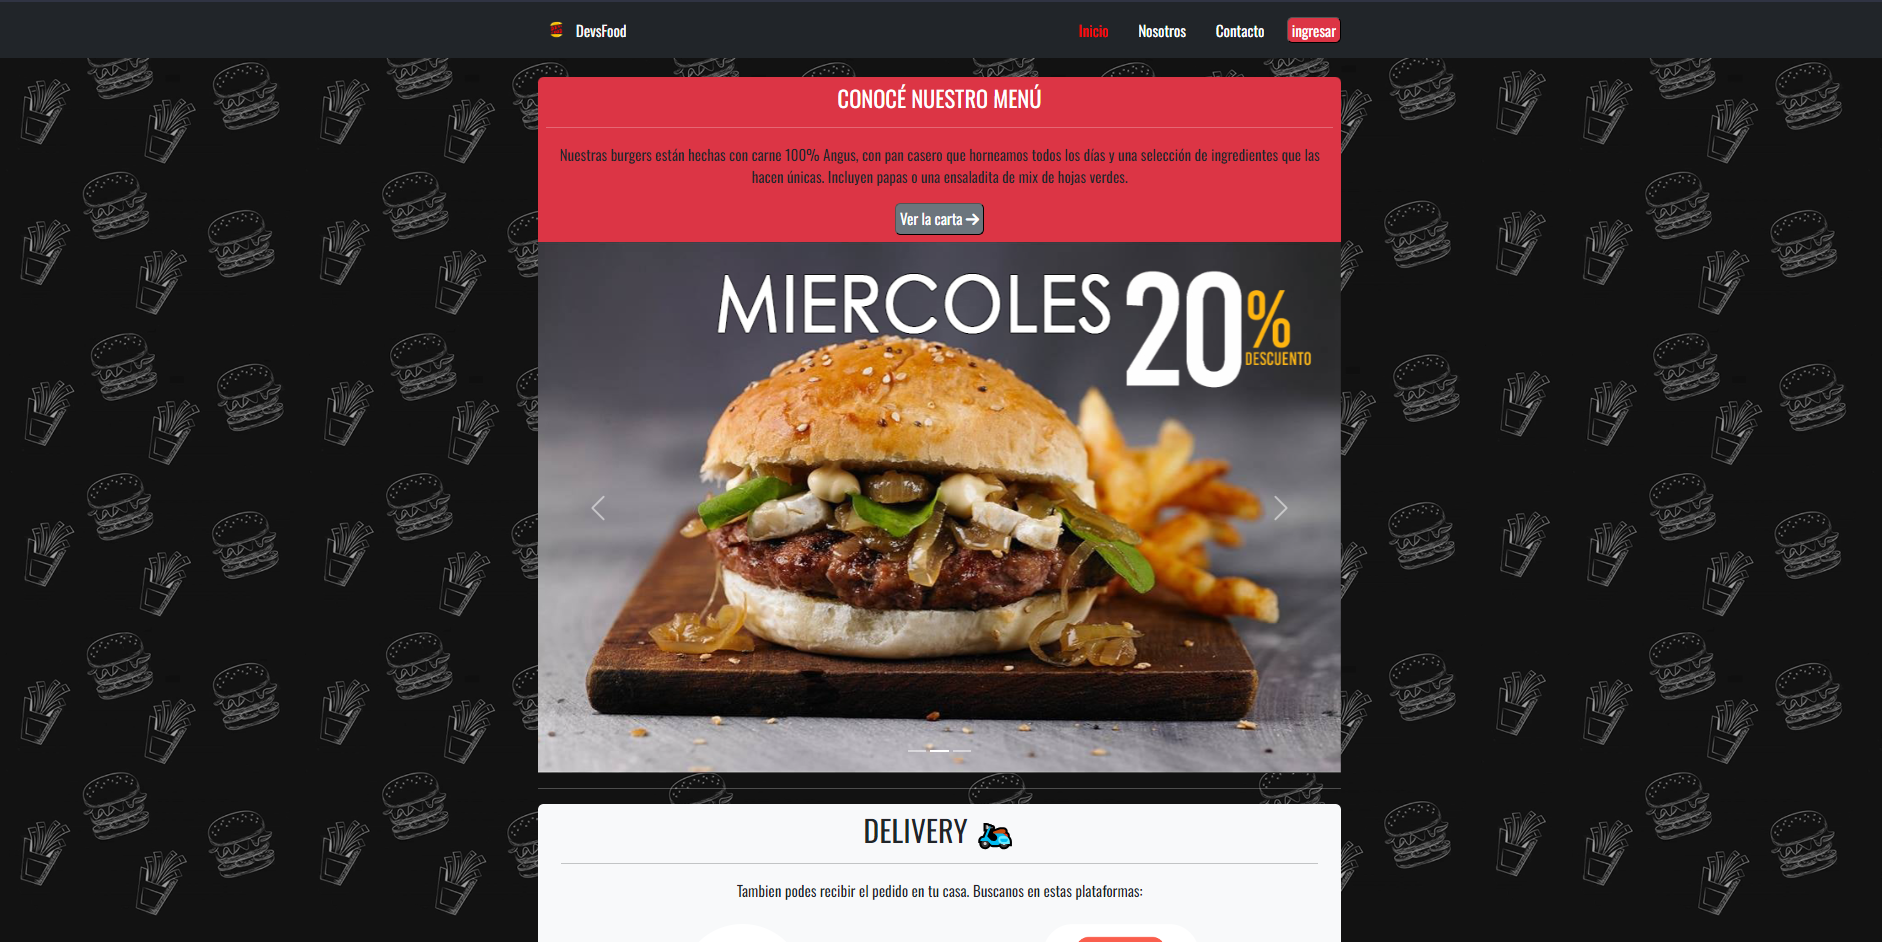 DevsFood
Inicio
Nosotros
Contacto
ingresar
CONOCÉ NUESTRO MENÚ
Nuestras burgers están hechas con carne 100% Angus, con pan casero que horneamos todos los días y una selección de ingredientes que las
hacen únicas. Incluyen papas o una ensaladita de mix de hojas verdes.
Ver la carta
MIERCOLES 20%
DESCUENTO
DELIVERY
Tambien podes recibir el pedido en tu casa. Buscanos en estas plataformas: